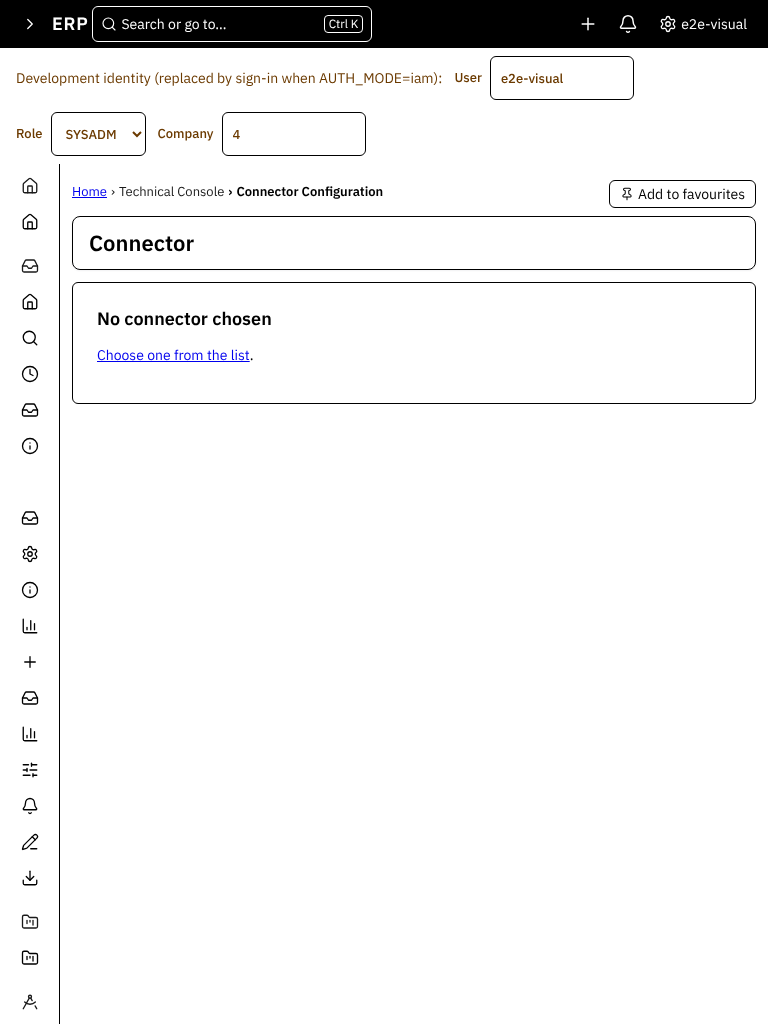 ERP Search or go to... Ctrl K e2e-visual
Development identity (replaced by sign-in when AUTH_MODE=iam): User e2e-visual
Role SYSADM Company 4
Home › Technical Console › Connector Configuration Add to favourites
Connector
No connector chosen
Choose one from the list.